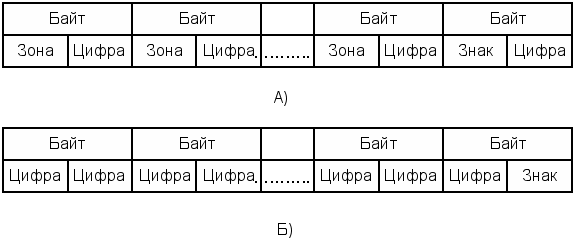 Байт Байт Байт Байт
Зона Цифра Зона Цифра ......... Зона Цифра Знак Цифра
А)
Байт Байт Байт Байт
Цифра Цифра Цифра Цифра ......... Цифра Цифра Цифра Знак
Б)